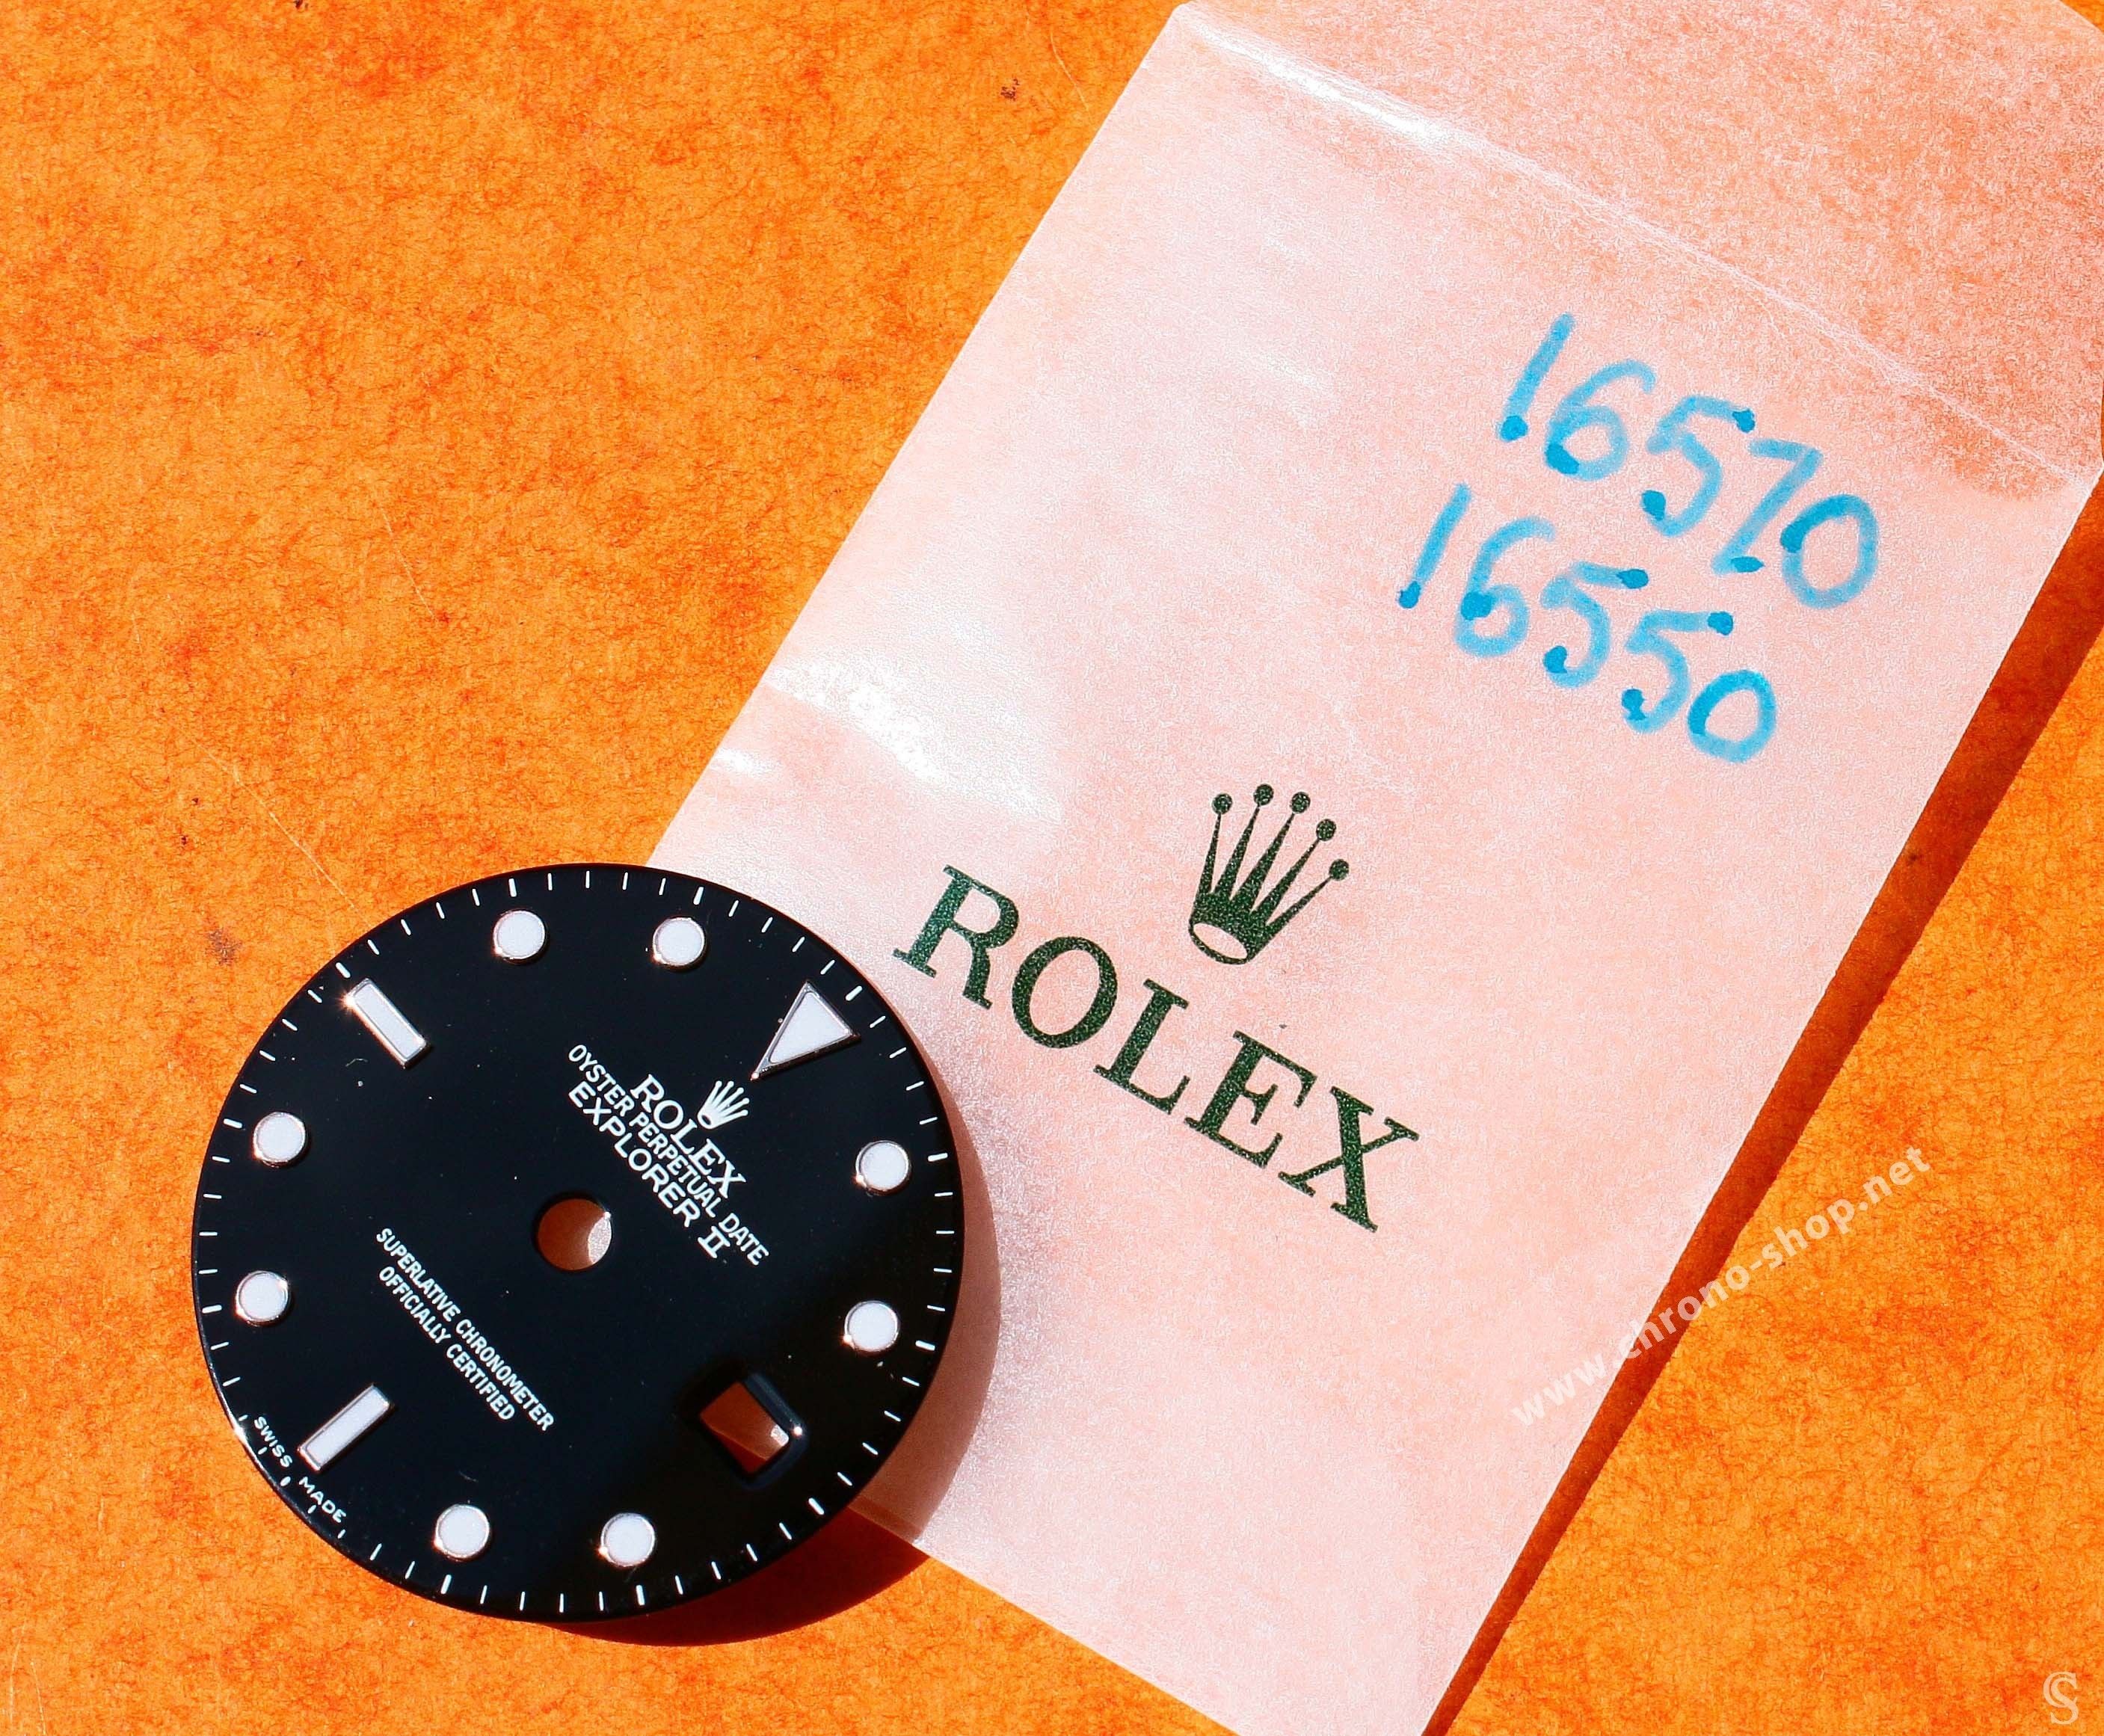 16570
16550
ROLEX
ROLEX
OYSTER PERPETUAL DATE
EXPLORER II
SUPERLATIVE CHRONOMETER
OFFICIALLY CERTIFIED
SWISS MADE
www.chrono-shop.net